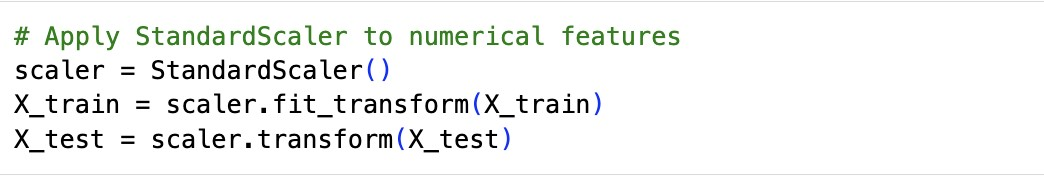 # Apply StandardScaler to numerical features
scaler = StandardScaler()
X_train = scaler.fit_transform(X_train)
X_test = scaler.transform(X_test)